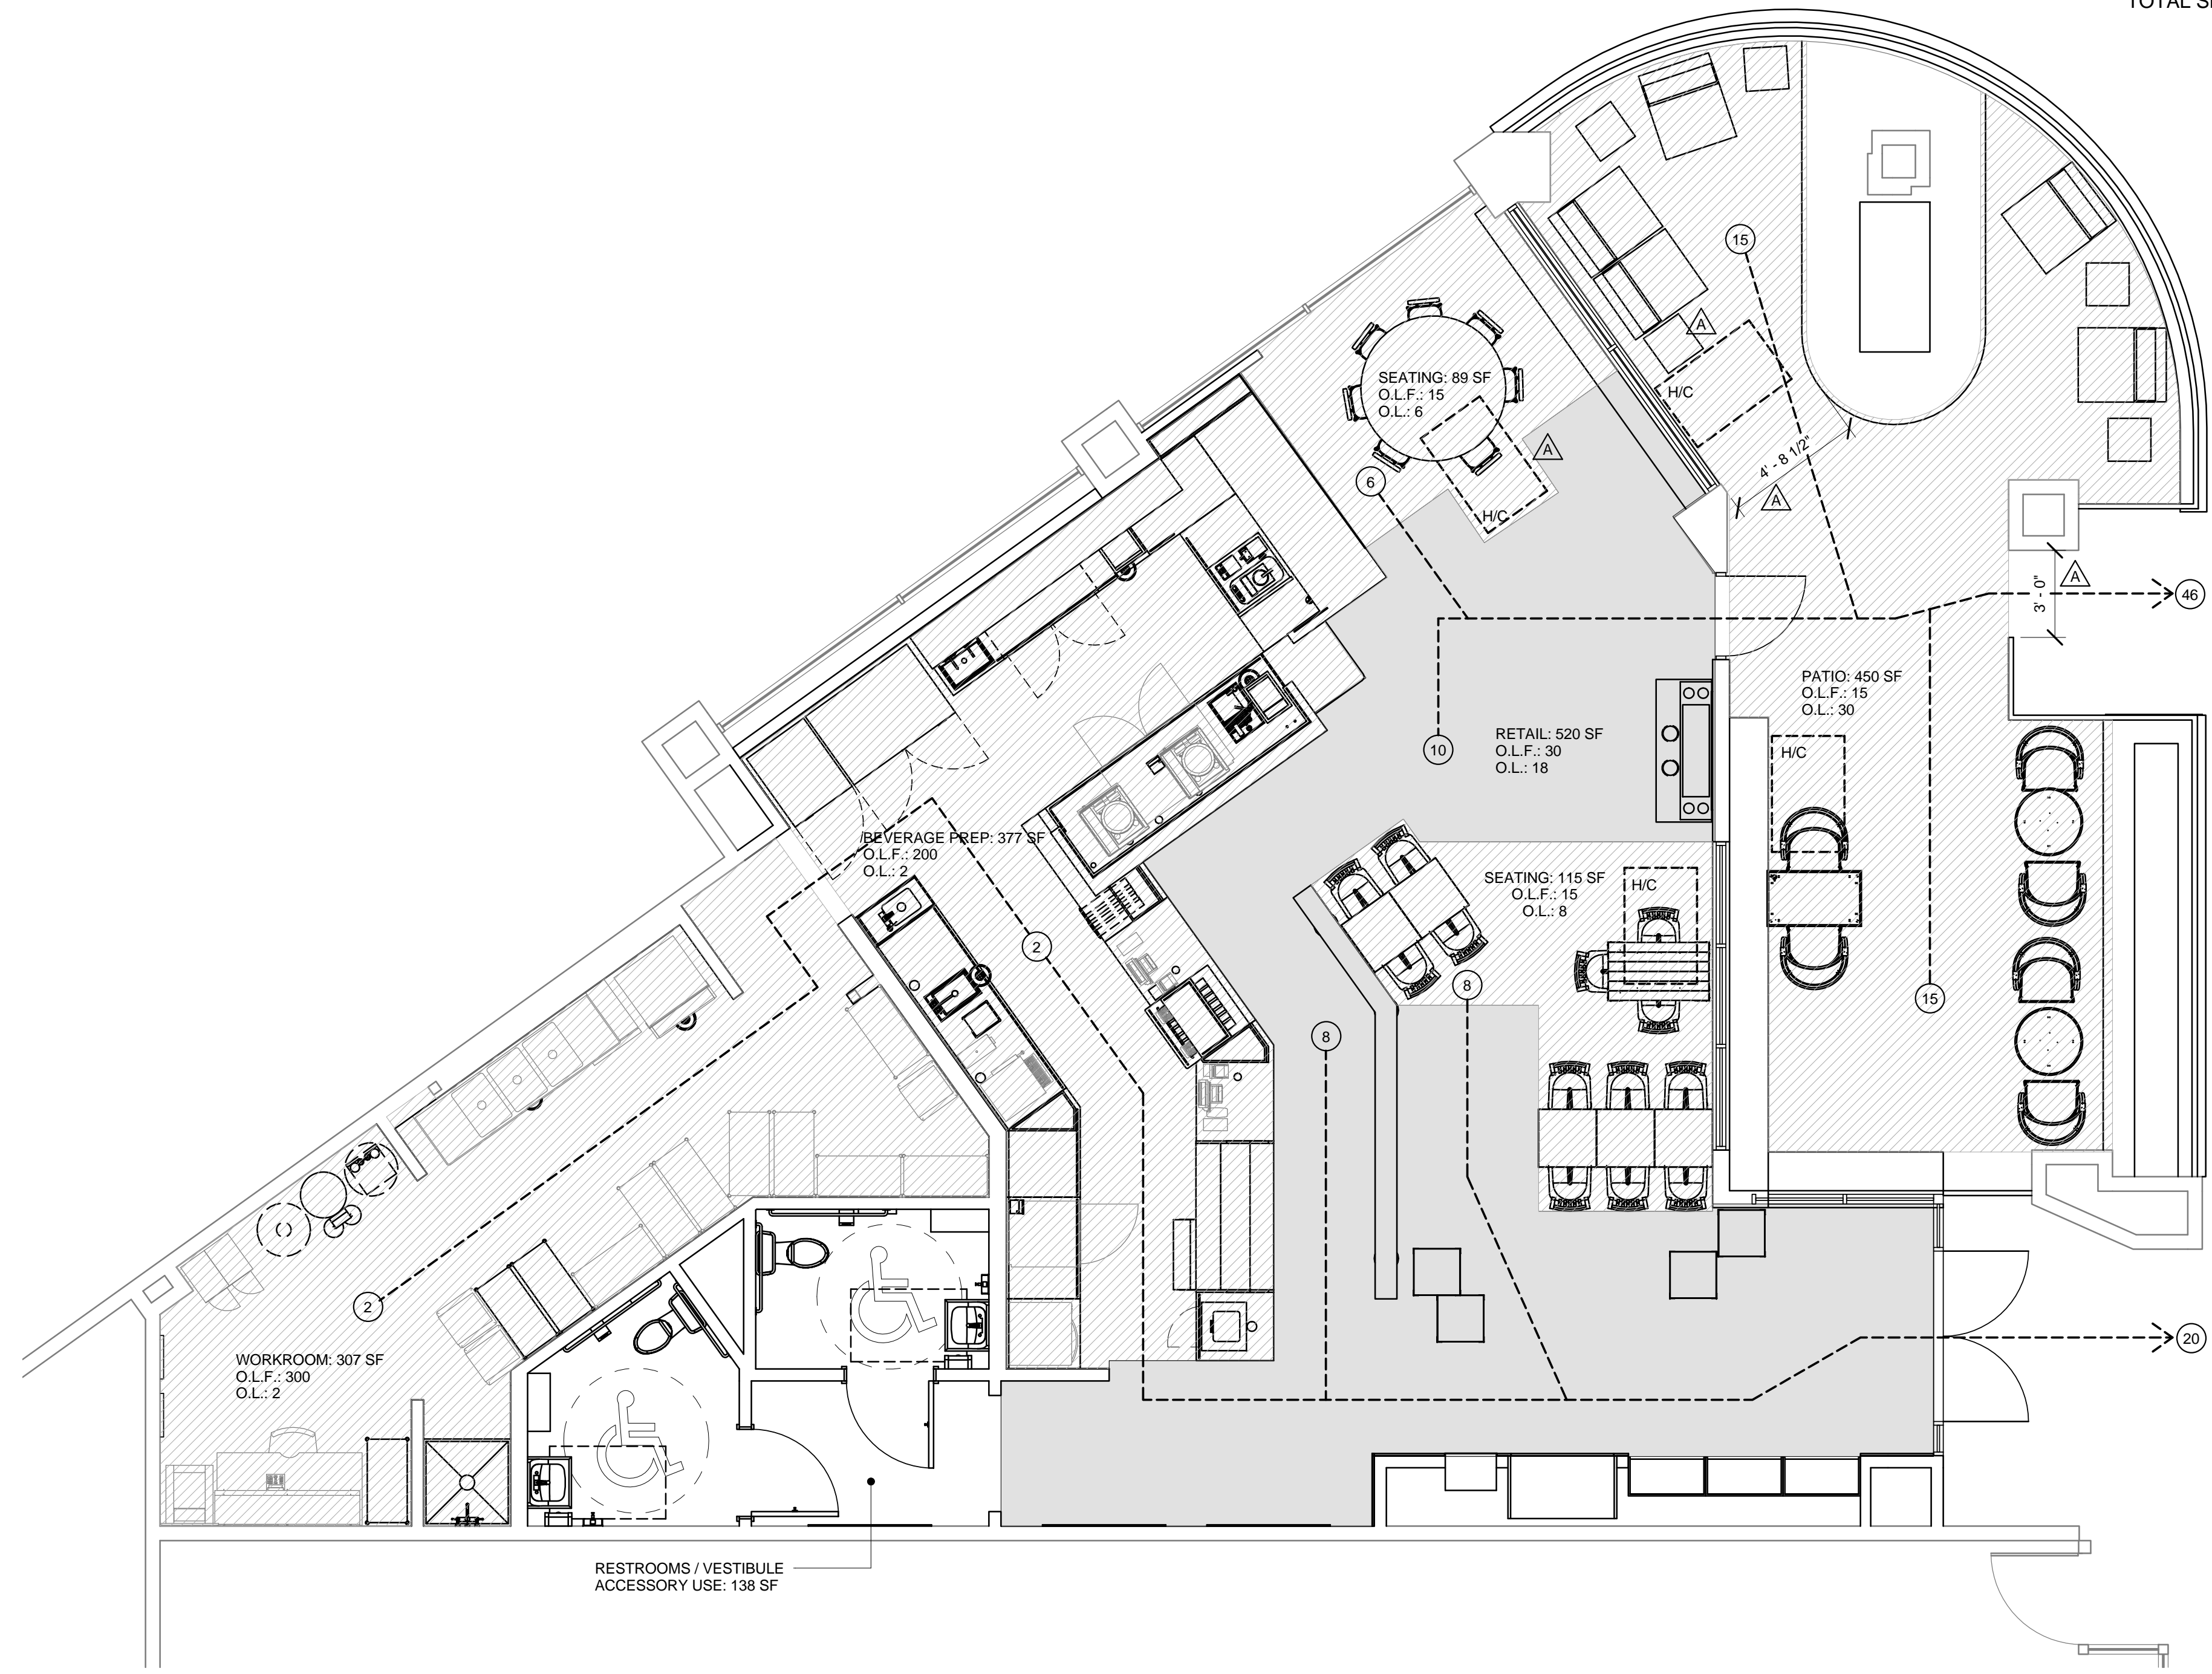 TOTAL S
15
A
H/C
4' - 8 1/2"
A
SEATING: 89 SF
O.L.F.: 15
O.L.: 6
A
H/C
6
3' - 0"
A
46
PATIO: 450 SF
O.L.F.: 15
O.L.: 30
RETAIL: 520 SF
O.L.F.: 30
O.L.: 18
10
H/C
BEVERAGE PREP: 377 SF
O.L.F.: 200
O.L.: 2
SEATING: 115 SF
O.L.F.: 15
O.L.: 8
H/C
2
8
15
8
2
20
WORKROOM: 307 SF
O.L.F.: 300
O.L.: 2
RESTROOMS / VESTIBULE
ACCESSORY USE: 138 SF